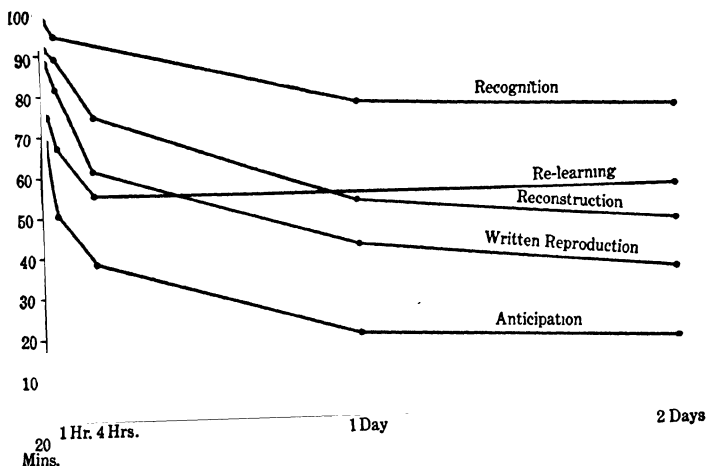 100
90
80
70
60
50
40
30
20
10
Recognition
Re-learning
Reconstruction
Written Reproduction
Anticipation
20 Mins.
1 Hr. 4 Hrs.
1 Day
2 Days